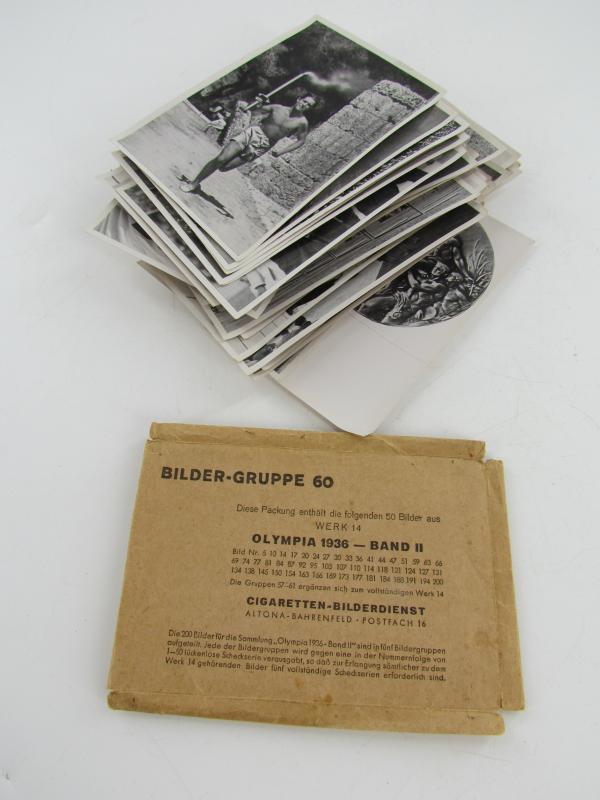 BILDER-GRUPPE 60
Diese Packung enthält die folgenden 50 Bilder aus
WERK 14
OLYMPIA 1936 — BAND II
Bild Nr. 5 10 14 17 20 24 27 30 33 36 41 47 51 59 63 66
69 74 77 81 84 87 92 95 103 107 110 114 118 121 124 127 131
134 138 145 150 154 163 166 169 173 177 181 184 188 191 194 200
Die Gruppen 57-61 ergänzen sich zum vollständigen Werk 14
CIGARETTEN-BILDERDIENST
ALTONA-BAHRENFELD · POSTFACH 16
Die 200 Bilder für die Sammlung „Olympia 1936 - Band II" sind in fünf Bildergruppen
aufgeteilt. Jede der Bildergruppen wird gegen eine in der Nummernfolge von
1—50 lückenlose Scheckserie verausgabt, so daß zur Erlangung sämtlicher zu dem
Werk 14 gehörenden Bilder fünf vollständige Scheckserien erforderlich sind.